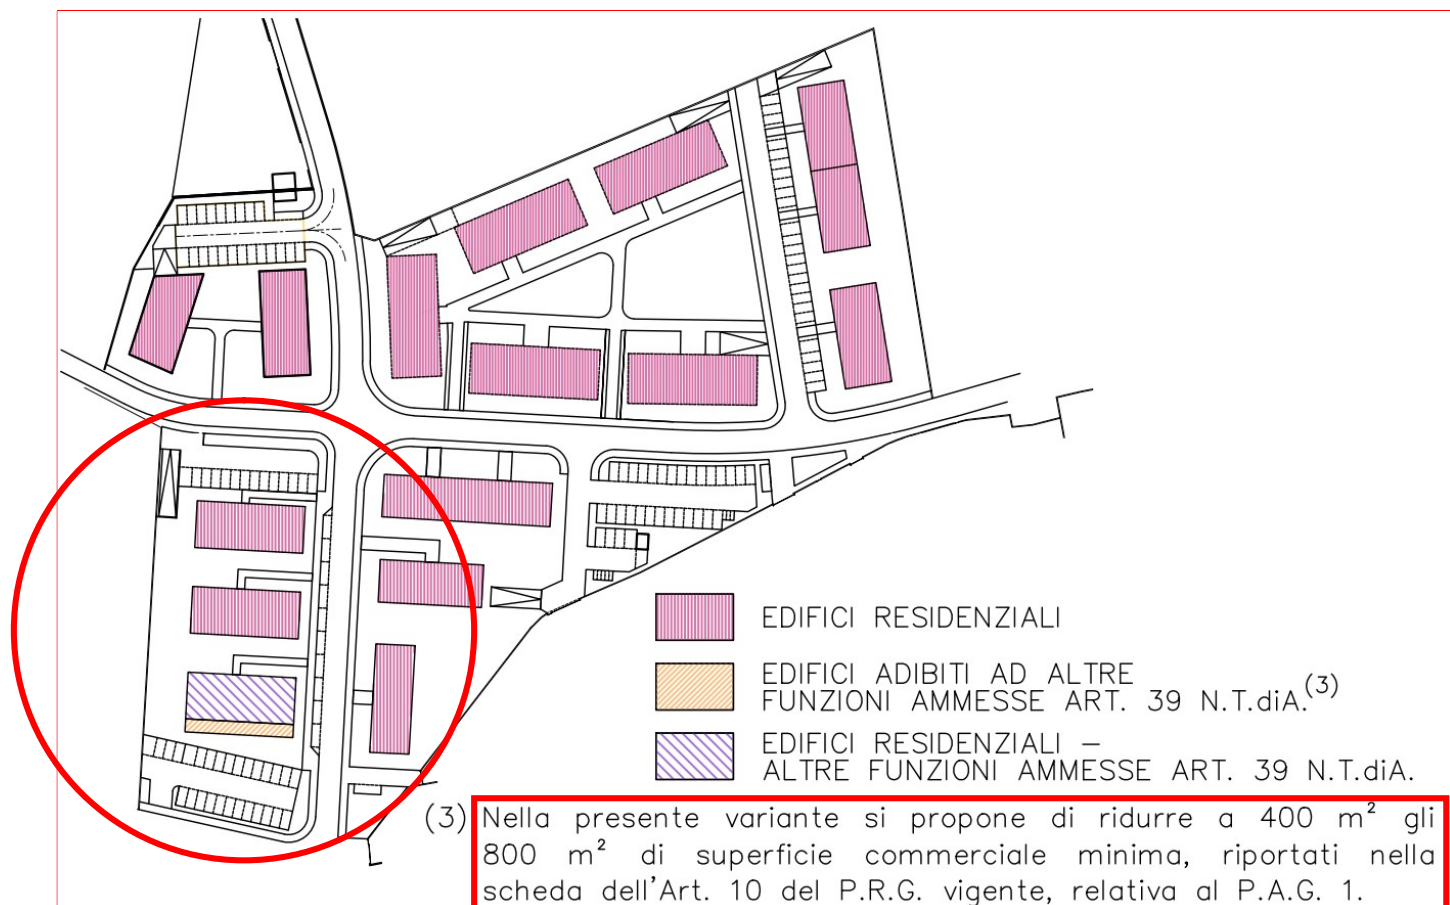 EDIFICI RESIDENZIALI
EDIFICI ADIBITI AD ALTRE
FUNZIONI AMMESSE ART. 39 N.T.diA.(3)
EDIFICI RESIDENZIALI –
ALTRE FUNZIONI AMMESSE ART. 39 N.T.diA.
(3) Nella presente variante si propone di ridurre a 400 m² gli
800 m² di superficie commerciale minima, riportati nella
scheda dell'Art. 10 del P.R.G. vigente, relativa al P.A.G. 1.